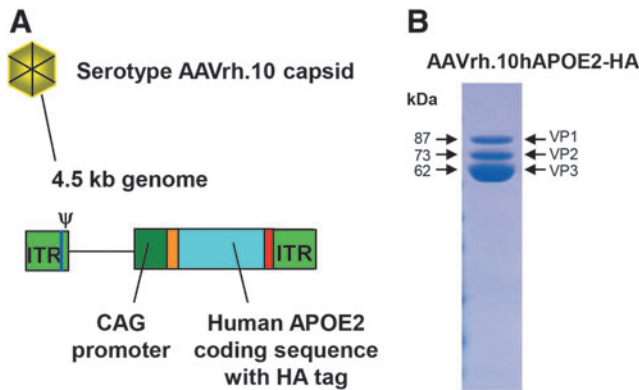 A
Serotype AAVrh.10 capsid
4.5 kb genome
ψ
ITR
ITR
CAG
promoter
Human APOE2
coding sequence
with HA tag
B
AAVrh.10hAPOE2-HA
kDa
87
VP1
73
VP2
62
VP3